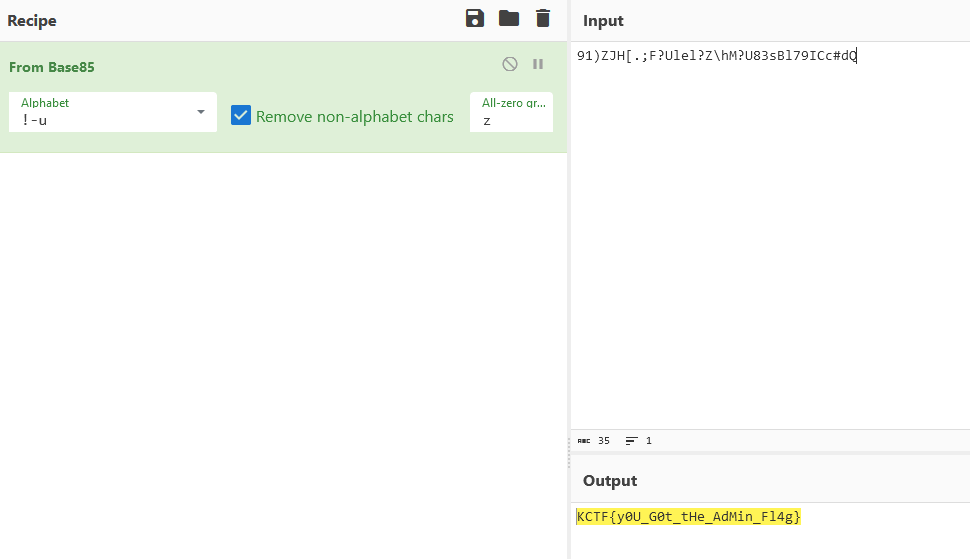 Recipe
From Base85
Alphabet
!-u
Remove non-alphabet chars
All-zero gr...
z
Input
91)ZJH[.;F?Ulel?Z\hM?U83sBl79ICc#dQ
ABC 35 1
Output
KCTF{y0U_G0t_tHe_AdMin_Fl4g}